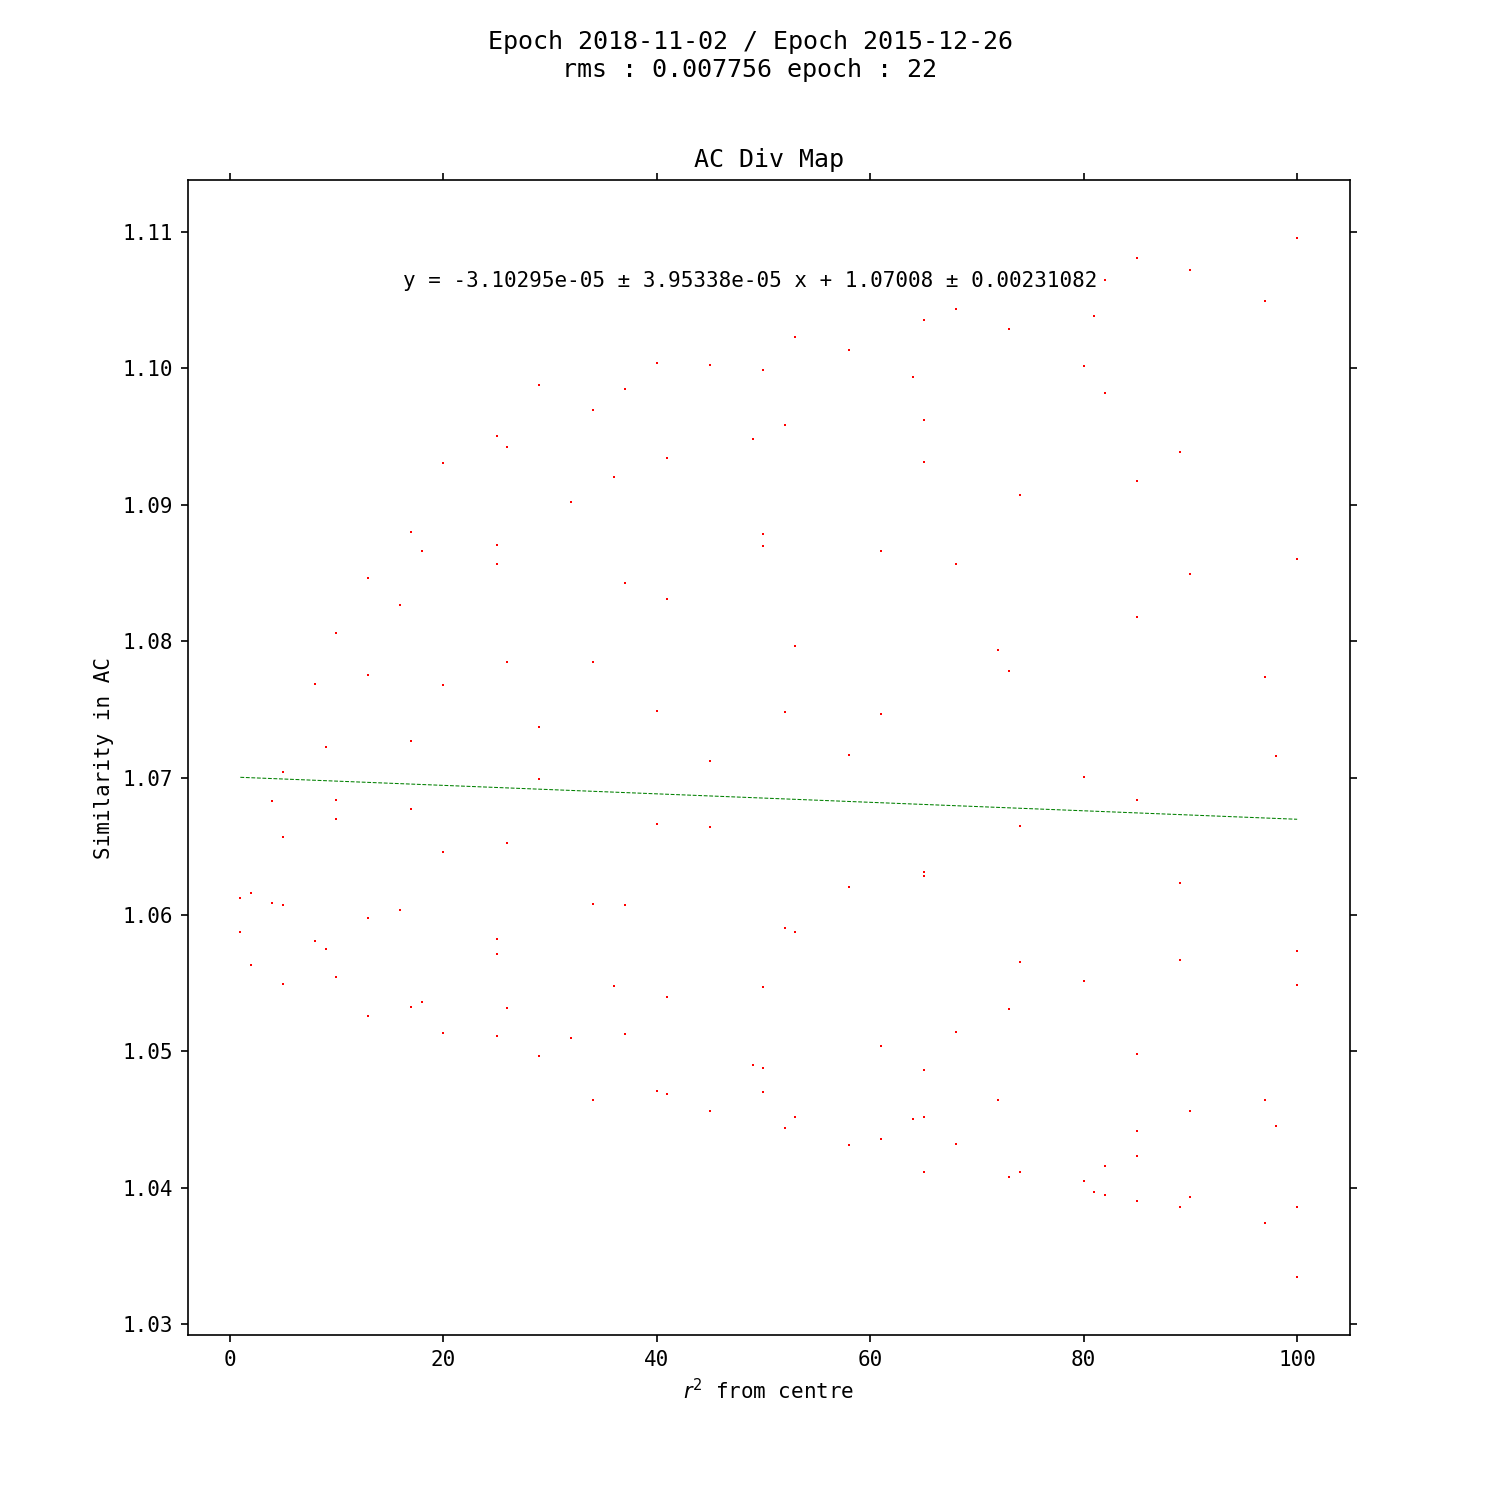 Epoch 2018-11-02 / Epoch 2015-12-26
rms : 0.007756 epoch : 22
AC Div Map
1.11
y = -3.10295e-05 ± 3.95338e-05 x + 1.07008 ± 0.00231082
1.10
1.09
1.08
1.07
1.06
1.05
1.04
1.03
Similarity in AC
0 20 40 60 80 100
r² from centre